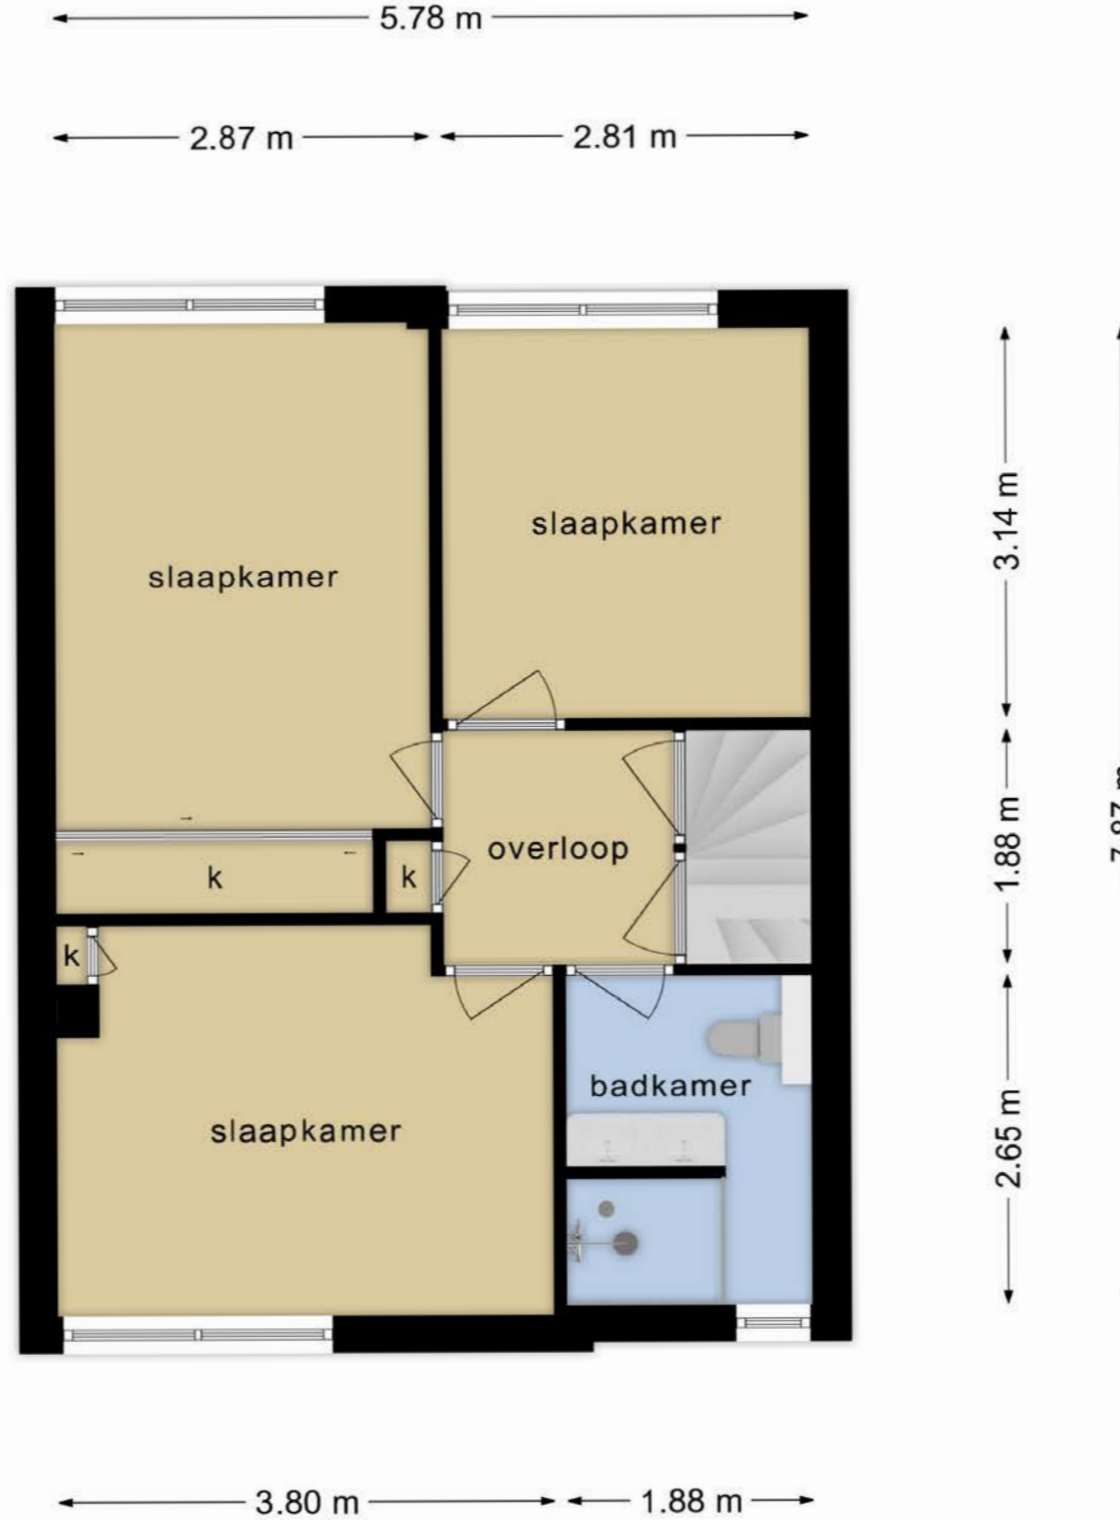 5.78 m
2.87 m
2.81 m
slaapkamer
slaapkamer
3.14 m
overloop
1.88 m
k
k
k
slaapkamer
badkamer
2.65 m
3.80 m
1.88 m